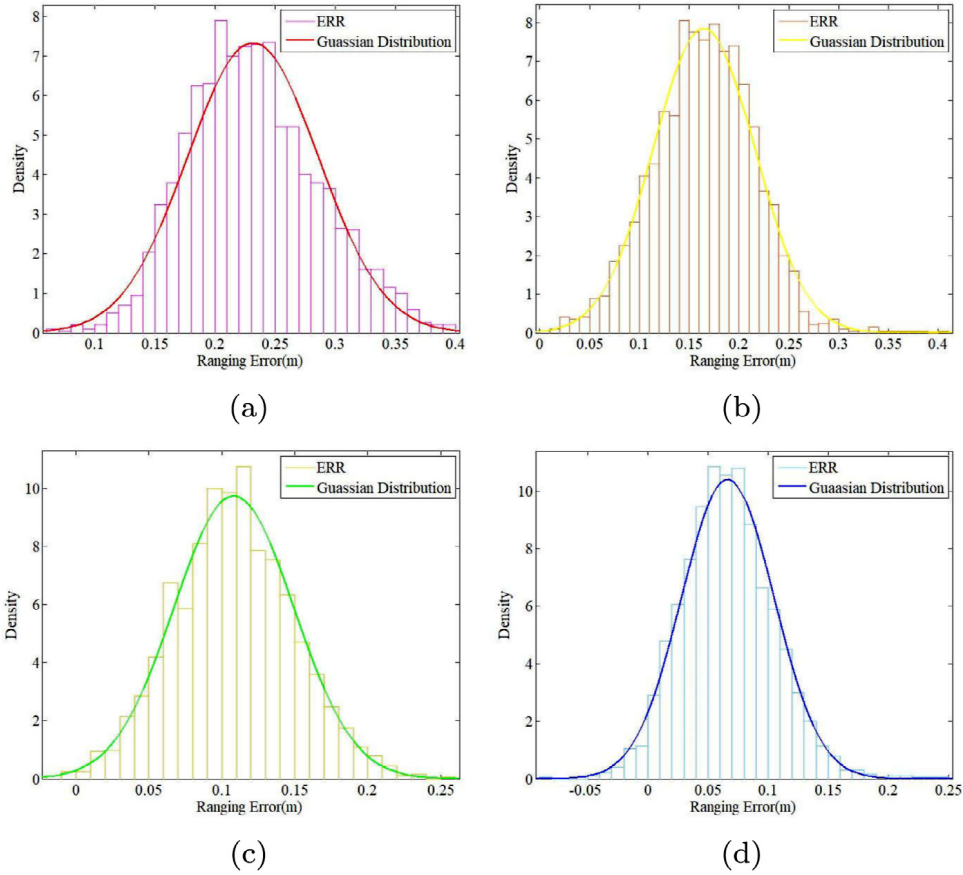 8
7
6
5
4
3
2
1
0
Density
ERR
Guassian Distribution
0.1 0.15 0.2 0.25 0.3 0.35 0.4
Ranging Error(m)
(a)
8
7
6
5
4
3
2
1
0
Density
ERR
Guassian Distribution
0 0.05 0.1 0.15 0.2 0.25 0.3 0.35 0.4
Ranging Error(m)
(b)
10
8
6
4
2
0
Density
ERR
Guassian Distribution
0 0.05 0.1 0.15 0.2 0.25
Ranging Error(m)
(c)
10
8
6
4
2
0
Density
ERR
Guaasian Distribution
-0.05 0 0.05 0.1 0.15 0.2 0.25
Ranging Error(m)
(d)